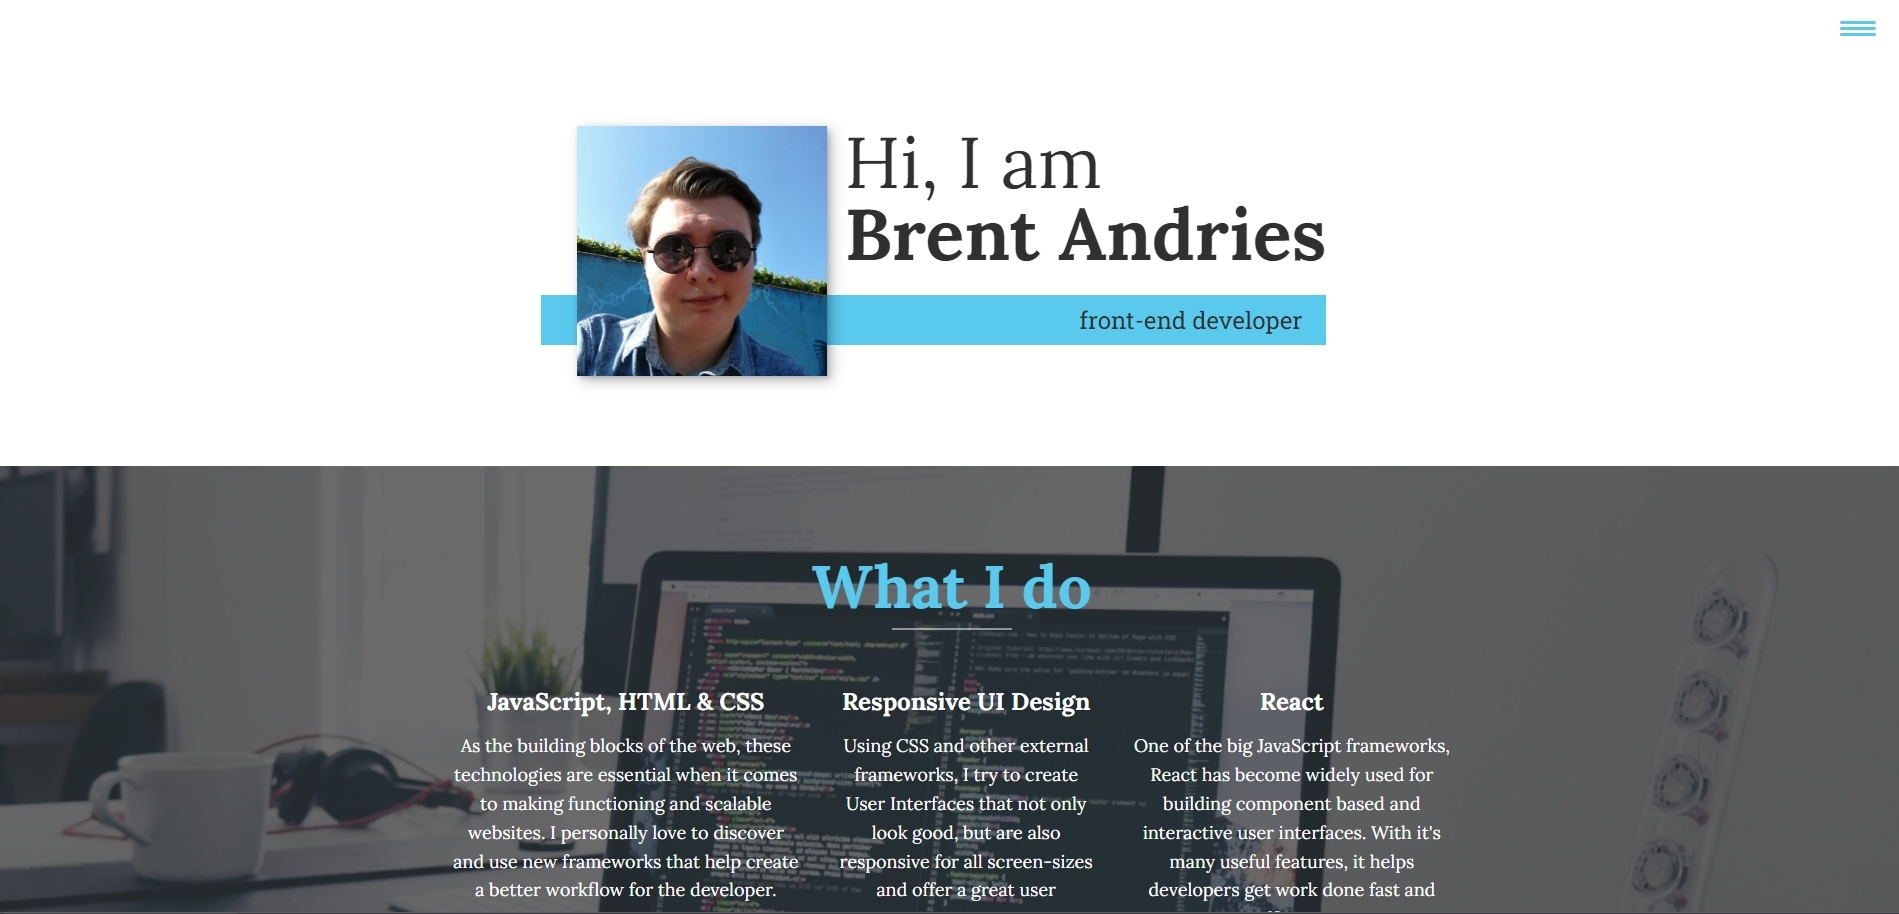 Hi, I am
Brent Andries
front-end developer
What I do
JavaScript, HTML & CSS
As the building blocks of the web, these
technologies are essential when it comes
to making functioning and scalable
websites. I personally love to discover
and use new frameworks that help create
a better workflow for the developer.
Responsive UI Design
Using CSS and other external
frameworks, I try to create
User Interfaces that not only
look good, but are also
responsive for all screen-sizes
and offer a great user
React
One of the big JavaScript frameworks,
React has become widely used for
building component based and
interactive user interfaces. With it's
many useful features, it helps
developers get work done fast and